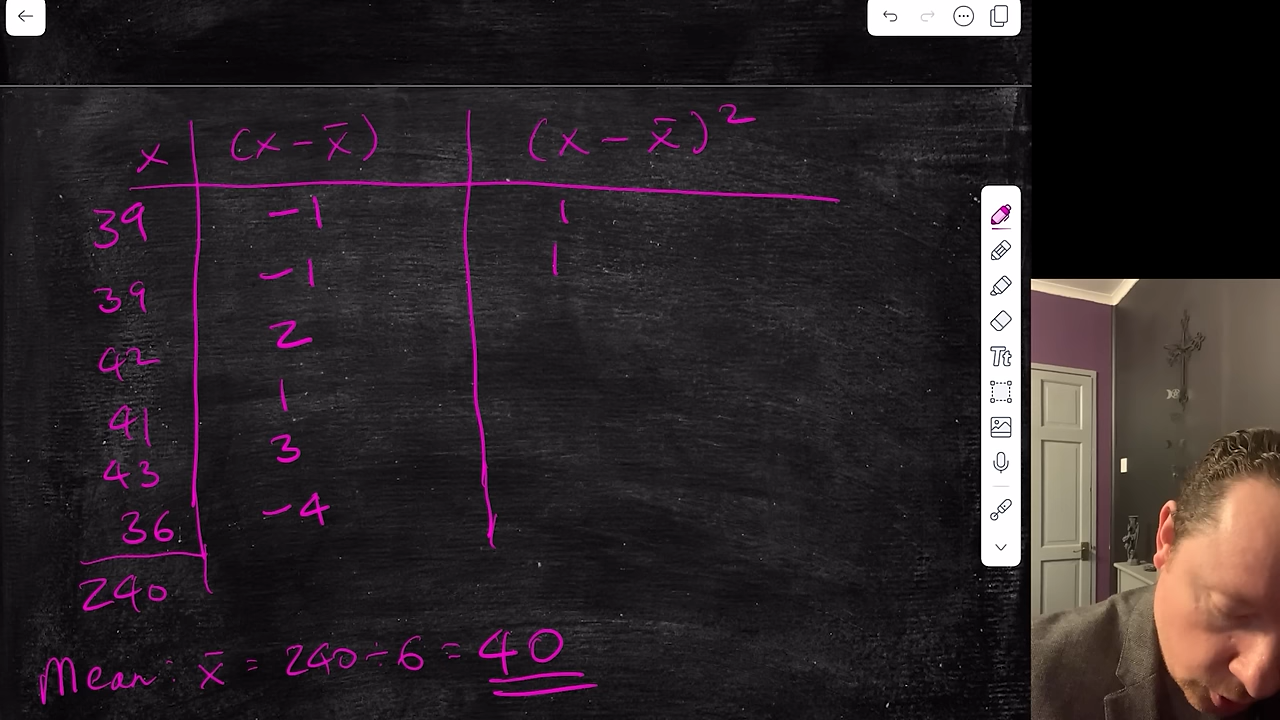 x (x - x̄) (x - x̄)²
39 -1 1
39 -1 1
42 2
41 1
43 3
36 -4
240
Mean: x̄ = 240 ÷ 6 = 40
Tt